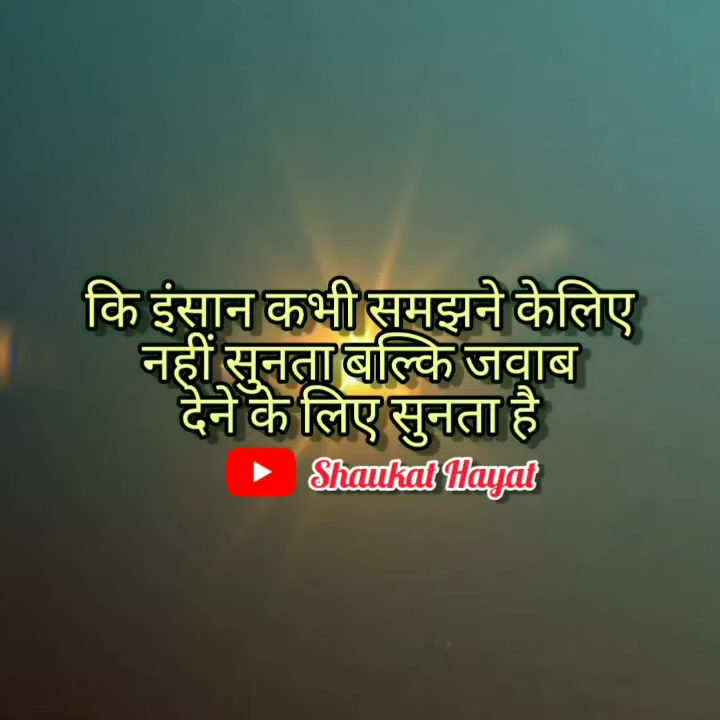 कि इंसान कभी समझने केलिए
नहीं सुनता बल्कि जवाब
देने के लिए सुनता है
Shaukat Hayat